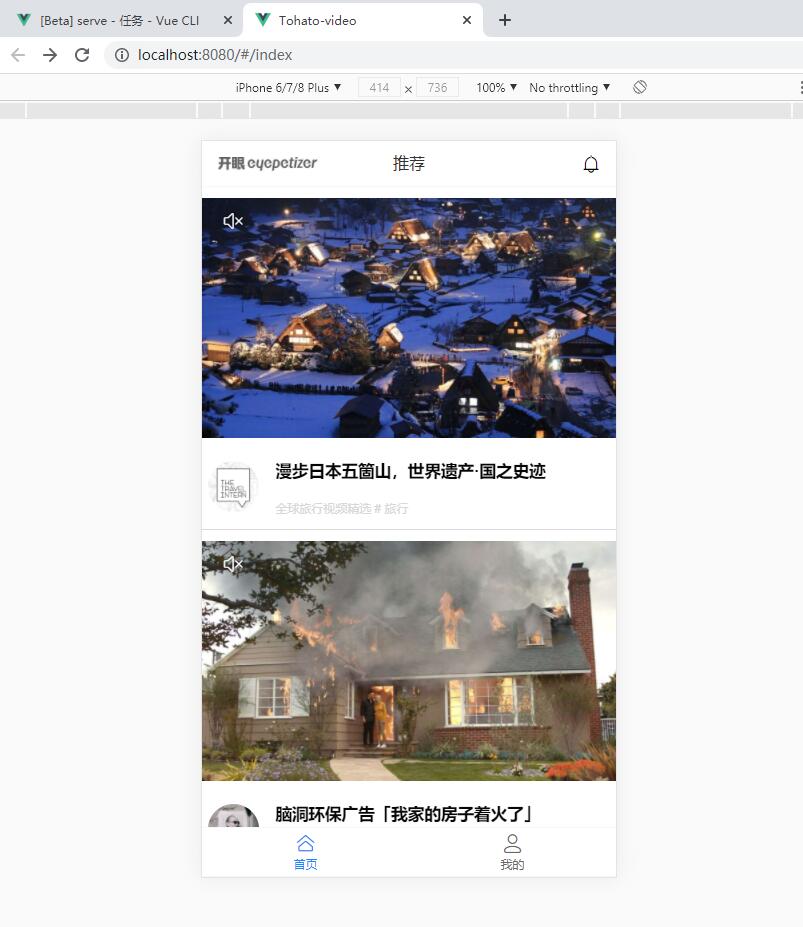 [Beta] serve - 任务 - Vue CLI
Tohato-video
localhost:8080/#/index
iPhone 6/7/8 Plus ▼ 414 × 736 100% ▼ No throttling ▼
开眼 eyepetizer 推荐
THE TRAVEL INTERN
漫步日本五箇山，世界遗产·国之史迹
全球旅行视频精选 # 旅行
脑洞环保广告「我家的房子着火了」
首页 我的